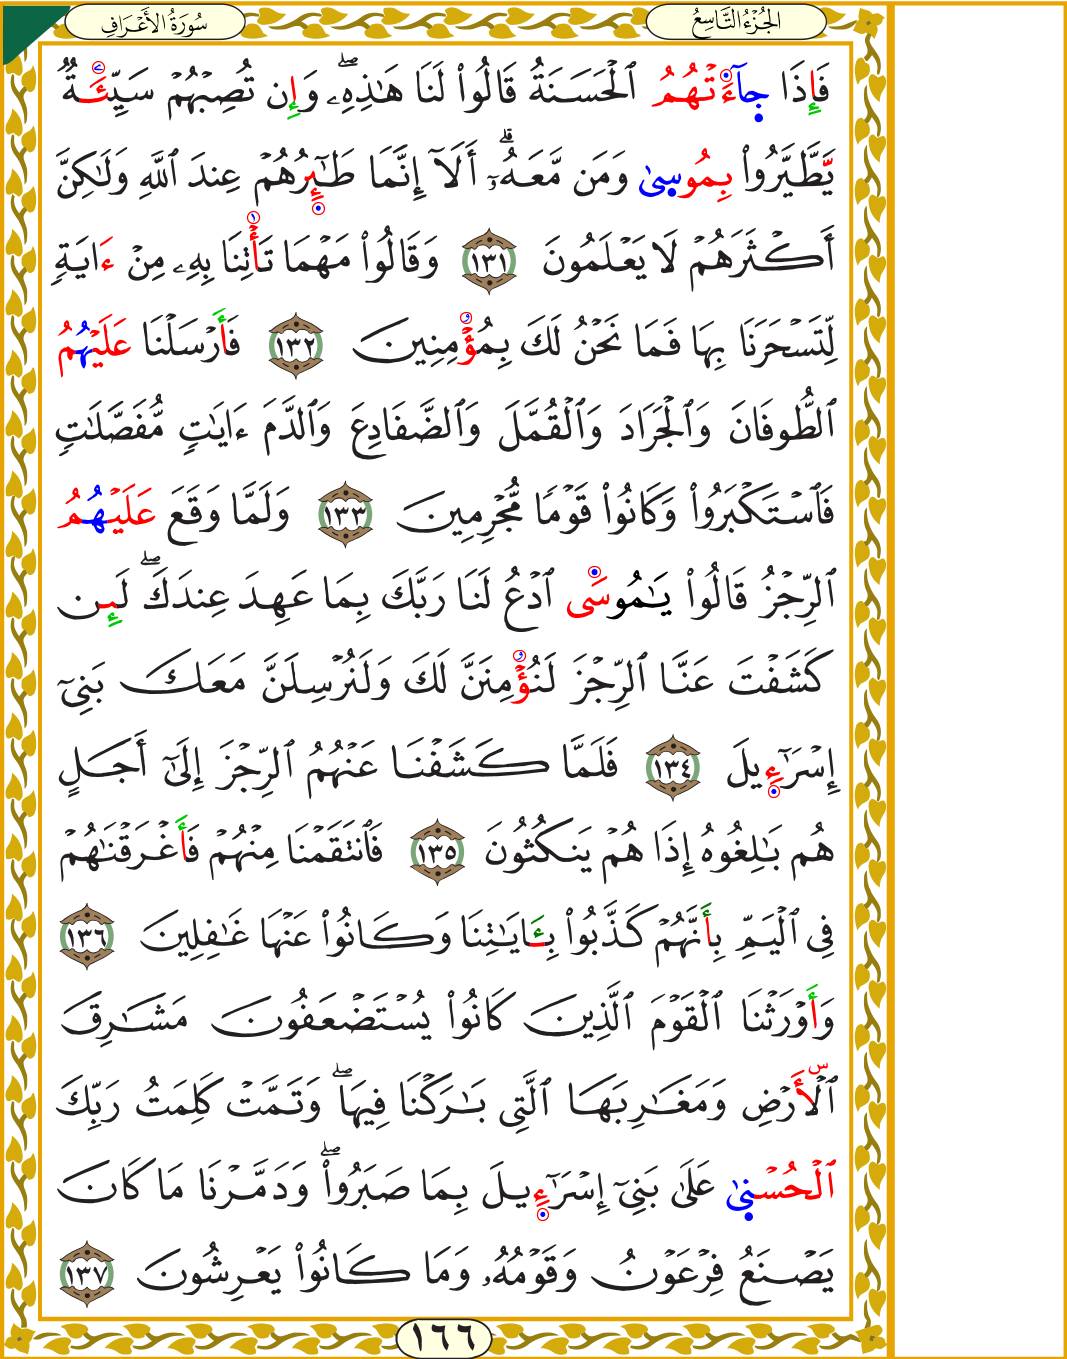 الجُزْءُ التَّاسِعُ
سُورَةُ الأَعْرَافِ
فَإِذَا جَآءَتْهُمُ ٱلْحَسَنَةُ قَالُوا۟ لَنَا هَـٰذِهِۦ ۖ وَإِن تُصِبْهُمْ سَيِّئَةٌۭ
يَطَّيَّرُوا۟ بِمُوسىٰ وَمَن مَّعَهُۥٓ ۗ أَلَآ إِنَّمَا طَـٰٓئِرُهُمْ عِندَ ٱللَّهِ وَلَـٰكِنَّ
أَكْثَرَهُمْ لَا يَعْلَمُونَ ١٣١ وَقَالُوا۟ مَهْمَا تَأْتِنَا بِهِۦ مِنْ ءَايَةٍۢ
لِّتَسْحَرَنَا بِهَا فَمَا نَحْنُ لَكَ بِمُؤْمِنِينَ ١٣٢ فَأَرْسَلْنَا عَلَيْهُمُ
ٱلطُّوفَانَ وَٱلْجَرَادَ وَٱلْقُمَّلَ وَٱلضَّفَادِعَ وَٱلدَّمَ ءَايَـٰتٍۢ مُّفَصَّلَـٰتٍۢ
فَٱسْتَكْبَرُوا۟ وَكَانُوا۟ قَوْمًۭا مُّجْرِمِينَ ١٣٣ وَلَمَّا وَقَعَ عَلَيْهُمُ
ٱلرِّجْزُ قَالُوا۟ يَـٰمُوسَى ٱدْعُ لَنَا رَبَّكَ بِمَا عَهِدَ عِندَكَ ۖ لَئِن
كَشَفْتَ عَنَّا ٱلرِّجْزَ لَنُؤْمِنَنَّ لَكَ وَلَنُرْسِلَنَّ مَعَكَ بَنِىٓ
إِسْرَٰٓءِيلَ ١٣٤ فَلَمَّا كَشَفْنَا عَنْهُمُ ٱلرِّجْزَ إِلَىٰٓ أَجَلٍ
هُم بَـٰلِغُوهُ إِذَا هُمْ يَنكُثُونَ ١٣٥ فَٱنتَقَمْنَا مِنْهُمْ فَأَغْرَقْنَـٰهُمْ
فِى ٱلْيَمِّ بِأَنَّهُمْ كَذَّبُوا۟ بِـَٔايَـٰتِنَا وَكَانُوا۟ عَنْهَا غَـٰفِلِينَ ١٣٦
وَأَوْرَثْنَا ٱلْقَوْمَ ٱلَّذِينَ كَانُوا۟ يُسْتَضْعَفُونَ مَشَـٰرِقَ
ٱلْأَرْضِ وَمَغَـٰرِبَهَا ٱلَّتِى بَـٰرَكْنَا فِيهَا ۖ وَتَمَّتْ كَلِمَتُ رَبِّكَ
ٱلْحُسْنىٰ عَلَىٰ بَنِىٓ إِسْرَٰٓءِيلَ بِمَا صَبَرُوا۟ ۖ وَدَمَّرْنَا مَا كَانَ
يَصْنَعُ فِرْعَوْنُ وَقَوْمُهُۥ وَمَا كَانُوا۟ يَعْرِشُونَ ١٣٧
١٦٦